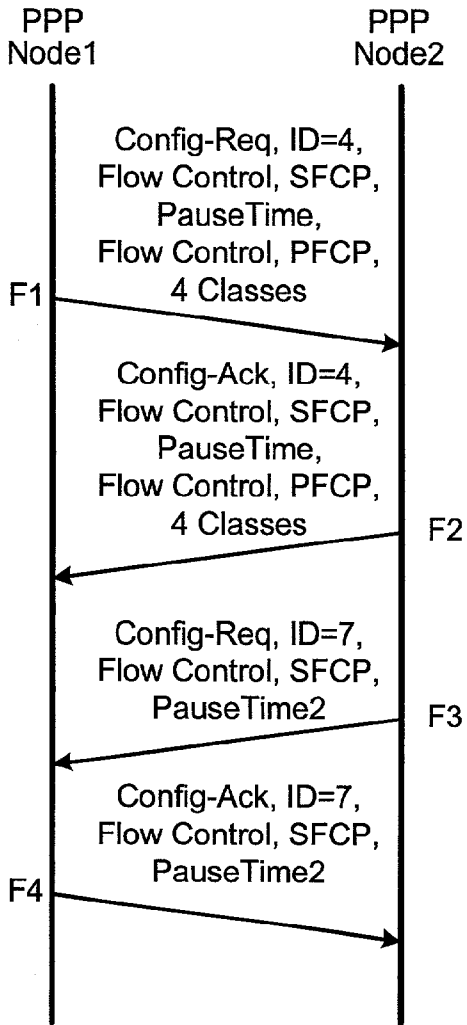 PPP
Node1
PPP
Node2
Config-Req, ID=4,
Flow Control, SFCP,
PauseTime,
Flow Control, PFCP,
4 Classes
F1
Config-Ack, ID=4,
Flow Control, SFCP,
PauseTime,
Flow Control, PFCP,
4 Classes
F2
Config-Req, ID=7,
Flow Control, SFCP,
PauseTime2
F3
Config-Ack, ID=7,
Flow Control, SFCP,
PauseTime2
F4